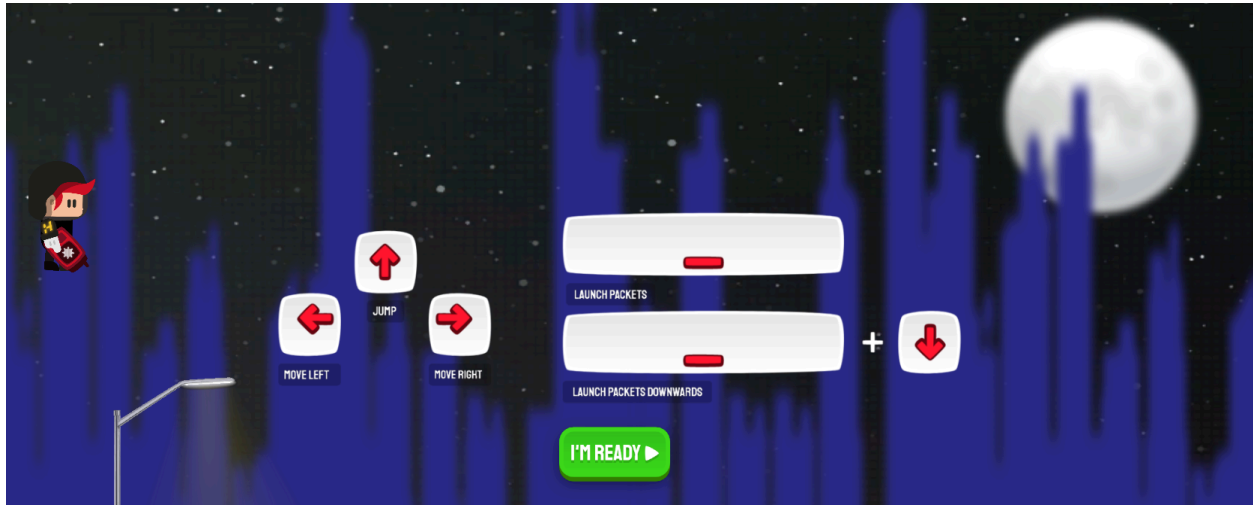 JUMP
MOVE LEFT
MOVE RIGHT
LAUNCH PACKETS
+
LAUNCH PACKETS DOWNWARDS
I'M READY